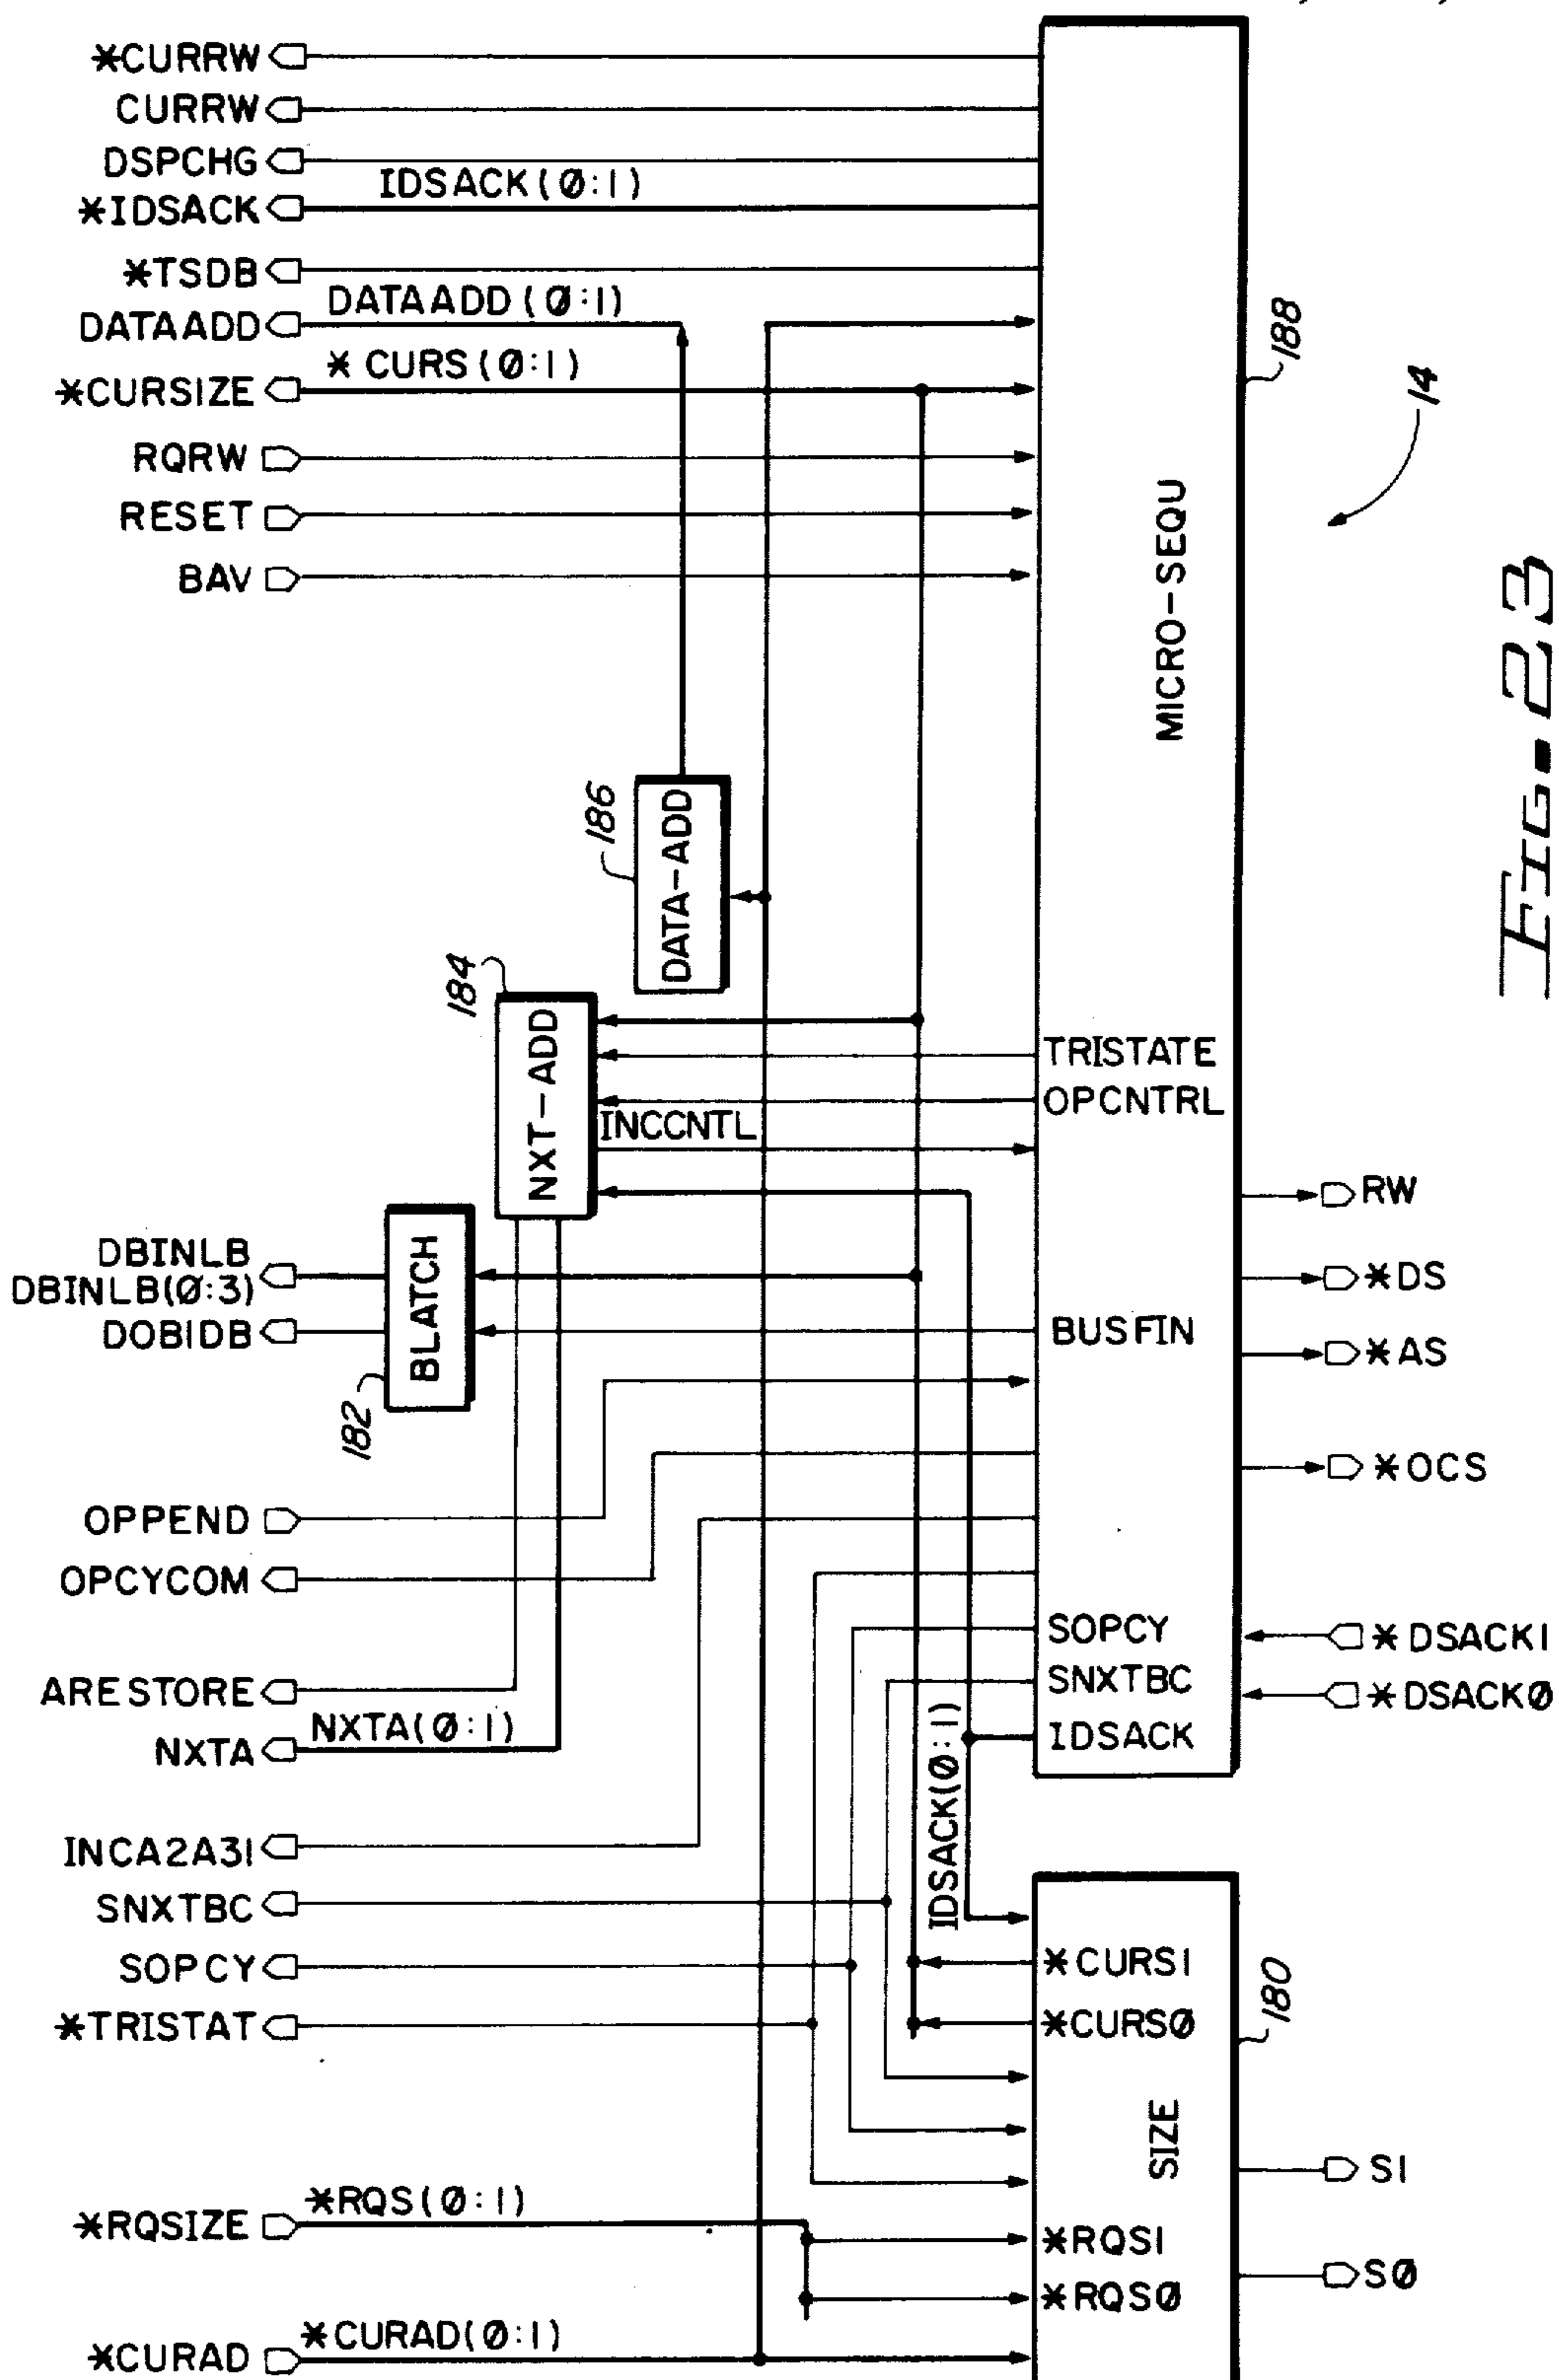 *CURRW
CURRW
DSPCHG
*IDSACK
IDSACK(Ø:1)
*TSDB
DATAADD
DATAADD(Ø:1)
*CURSIZE
*CURS(Ø:1)
RQRW
RESET
BAV
188
14
MICRO-SEQU
FIG-23
186
DATA-ADD
184
NXT-ADD
TRISTATE
OPCNTRL
INCCNTL
RW
DBINLB
DBINLB(Ø:3)
DOBIDB
BLATCH
182
*DS
BUSFIN
*AS
*OCS
OPPEND
OPCYCOM
SOPCY
*DSACK1
SNXTBC
*DSACKØ
ARESTORE
NXTA
NXTA(Ø:1)
IDSACK
IDSACK(Ø:1)
INCA2A31
SNXTBC
SOPCY
*CURS1
*TRISTAT
*CURSØ
180
SIZE
S1
*RQSIZE
*RQS(Ø:1)
*RQS1
SØ
*RQSØ
*CURAD
*CURAD(Ø:1)